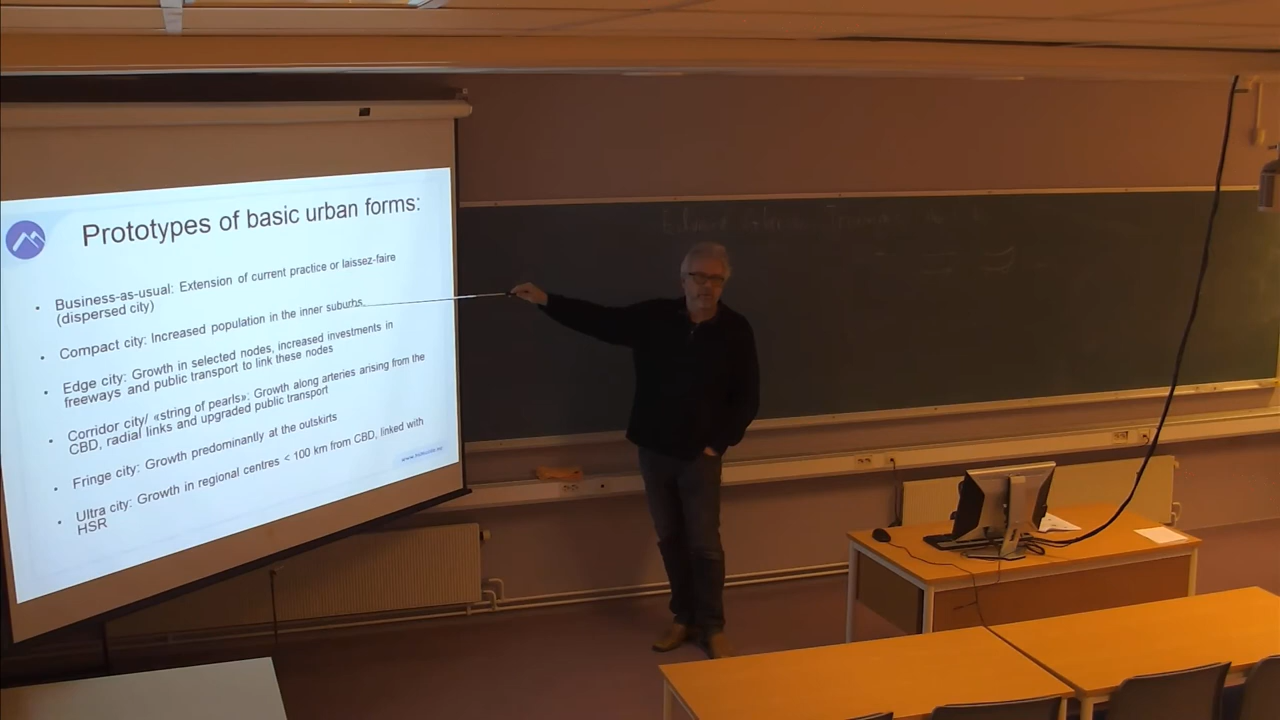 Prototypes of basic urban forms:
• Business-as-usual: Extension of current practice or laissez-faire
(dispersed city)
• Compact city: Increased population in the inner suburbs.
• Edge city: Growth in selected nodes, increased investments in
freeways and public transport to link these nodes
• Corridor city/ «string of pearls»: Growth along arteries arising from the
CBD, radial links and upgraded public transport
• Fringe city: Growth predominantly at the outskirts
• Ultra city: Growth in regional centres < 100 km from CBD, linked with
HSR